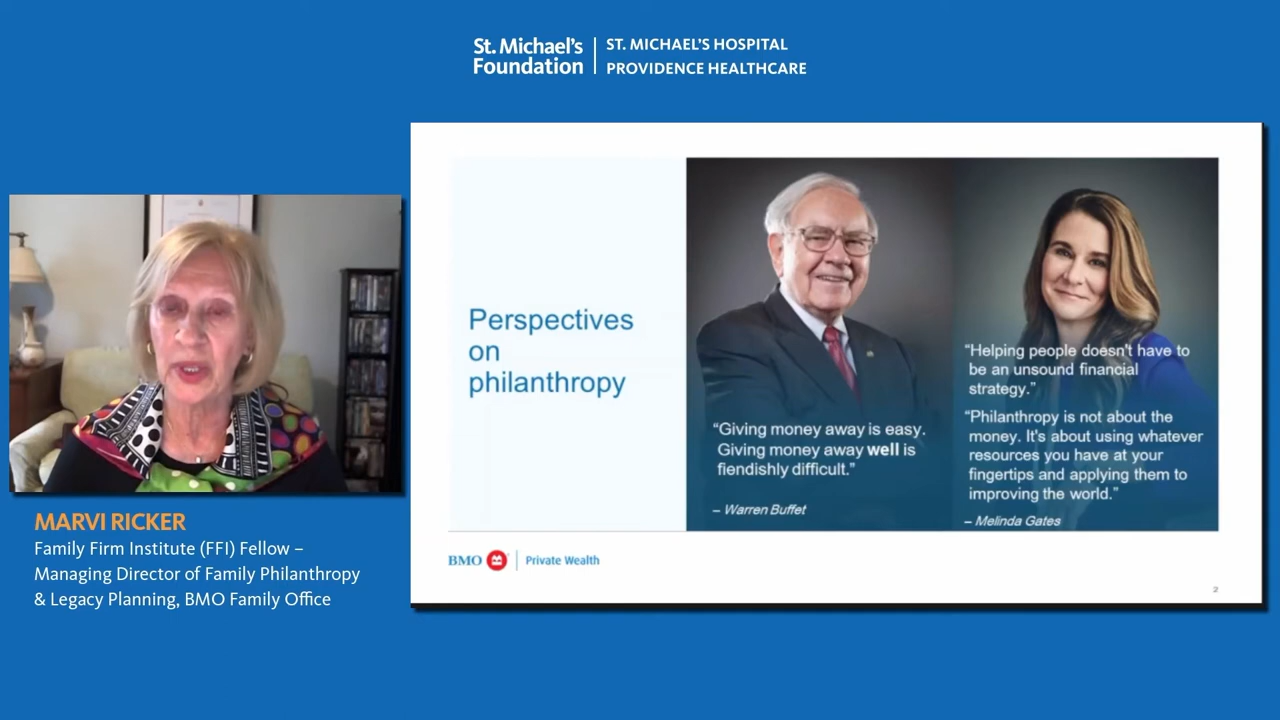 St. Michael's
Foundation
ST. MICHAEL'S HOSPITAL
PROVIDENCE HEALTHCARE
MARVI RICKER
Family Firm Institute (FFI) Fellow –
Managing Director of Family Philanthropy
& Legacy Planning, BMO Family Office
Perspectives
on
philanthropy
“Giving money away is easy.
Giving money away well is
fiendishly difficult.”
– Warren Buffet
“Helping people doesn't have to
be an unsound financial
strategy.”
“Philanthropy is not about the
money. It's about using whatever
resources you have at your
fingertips and applying them to
improving the world.”
– Melinda Gates
BMO Private Wealth
2